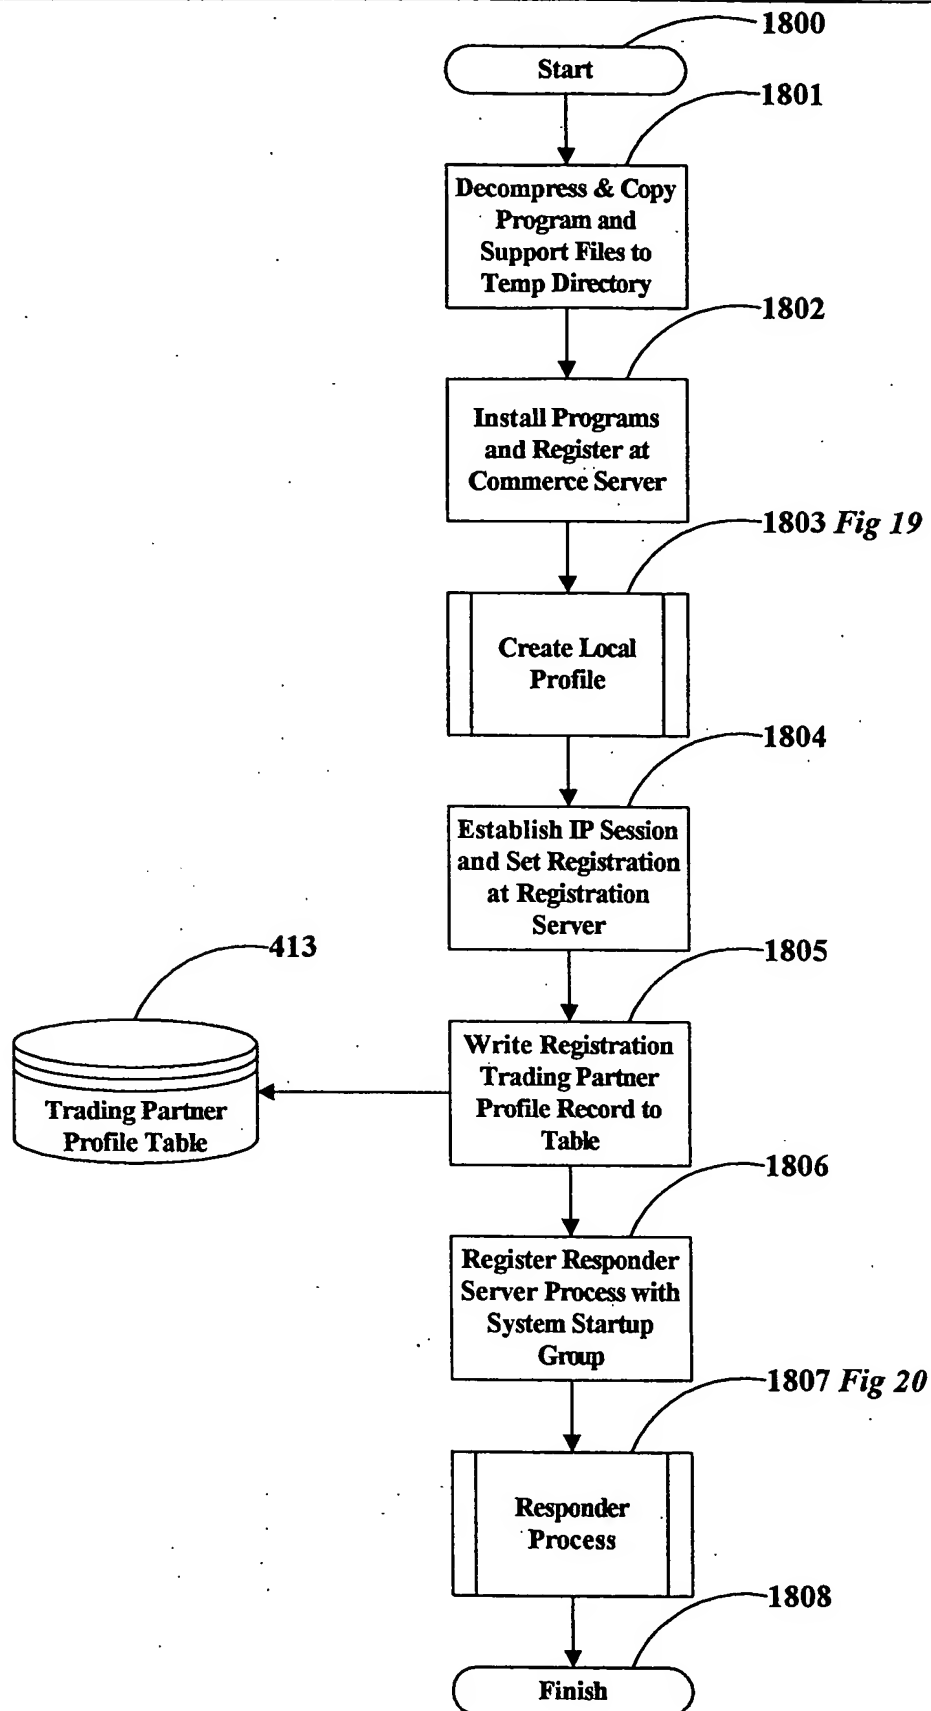 1800
Start
1801
Decompress & Copy
Program and
Support Files to
Temp Directory
1802
Install Programs
and Register at
Commerce Server
1803 Fig 19
Create Local
Profile
1804
Establish IP Session
and Set Registration
at Registration
Server
413
1805
Write Registration
Trading Partner
Profile Record to
Table
Trading Partner
Profile Table
1806
Register Responder
Server Process with
System Startup
Group
1807 Fig 20
Responder
Process
1808
Finish